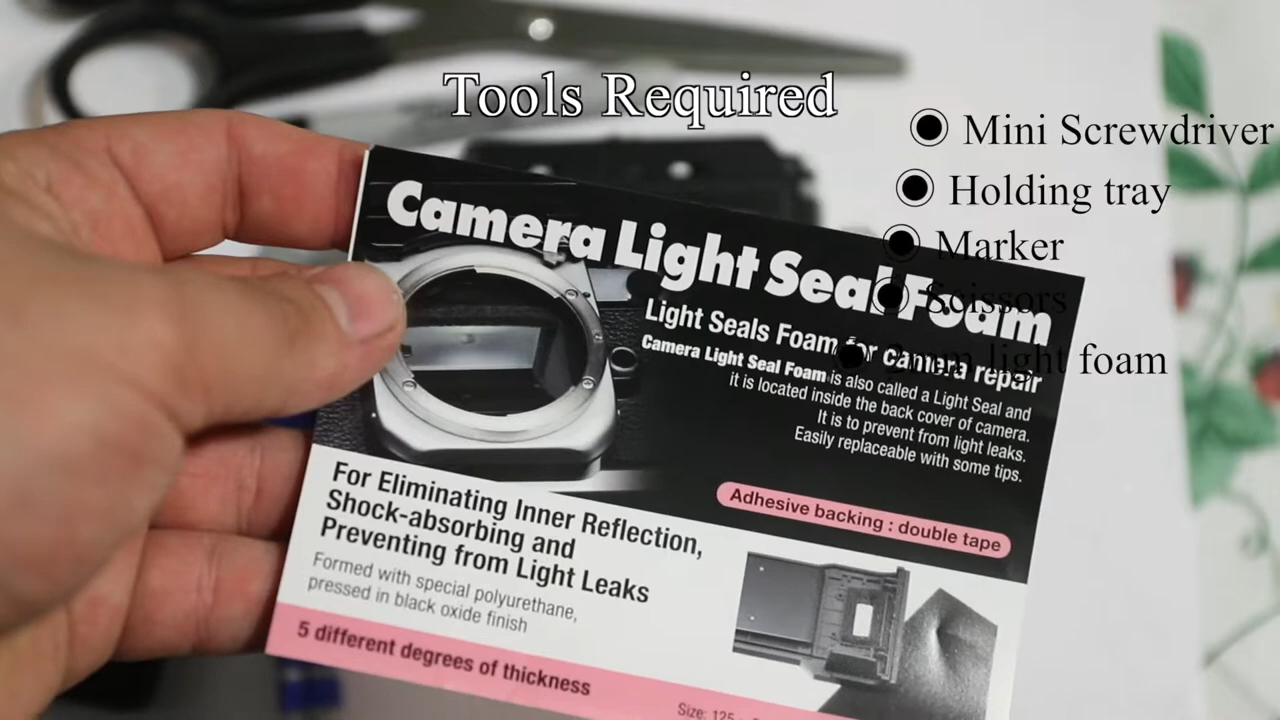 Tools Required
Mini Screwdriver
Holding tray
Marker
Scissors
2mm light foam
Camera Light Seal Foam
Light Seals Foam for camera repair
Camera Light Seal Foam is also called a Light Seal and
it is located inside the back cover of camera.
It is to prevent from light leaks.
Easily replaceable with some tips.
Adhesive backing : double tape
For Eliminating Inner Reflection,
Shock-absorbing and
Preventing from Light Leaks
Formed with special polyurethane,
pressed in black oxide finish
5 different degrees of thickness
Size: 125